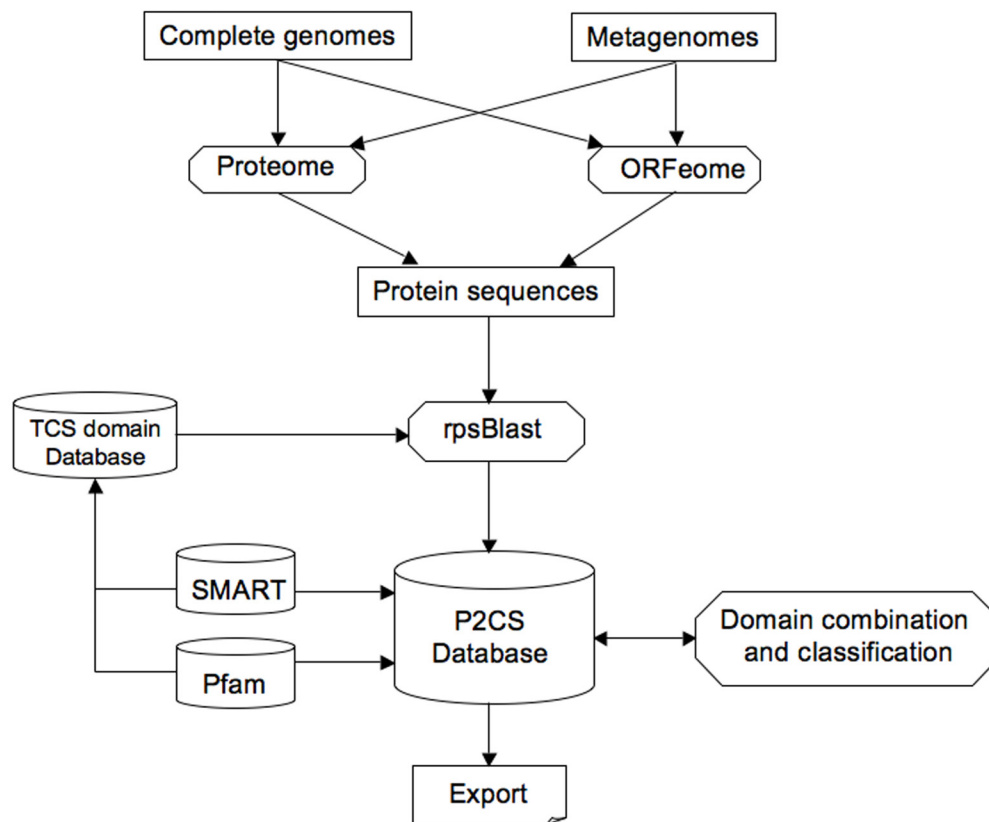 Complete genomes
Metagenomes
Proteome
ORFeome
Protein sequences
TCS domain
Database
rpsBlast
SMART
P2CS
Database
Domain combination
and classification
Pfam
Export